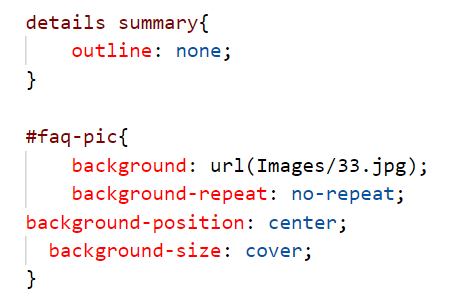 details summary{
    outline: none;
}

#faq-pic{
    background: url(Images/33.jpg);
    background-repeat: no-repeat;
background-position: center;
  background-size: cover;
}